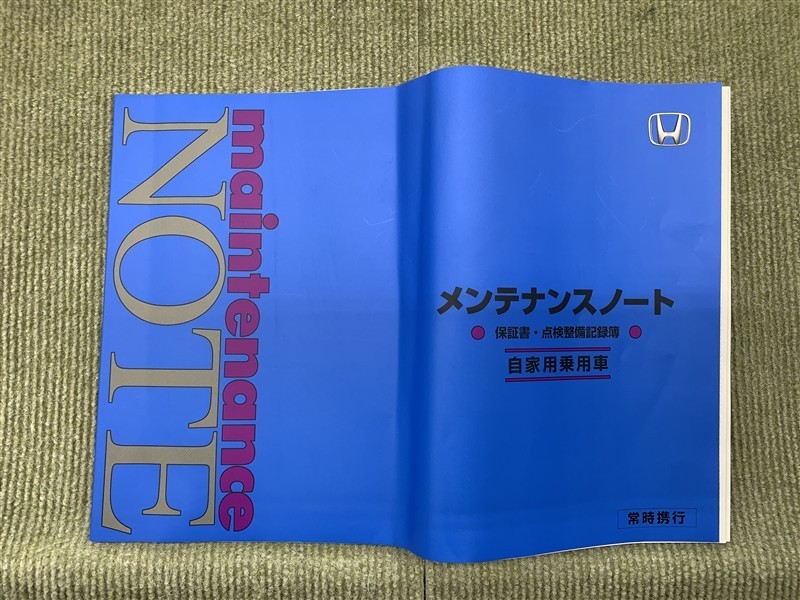 maintenance
NOTE
メンテナンスノート
● 保証書・点検整備記録簿 ●
自家用乗用車
常時携行